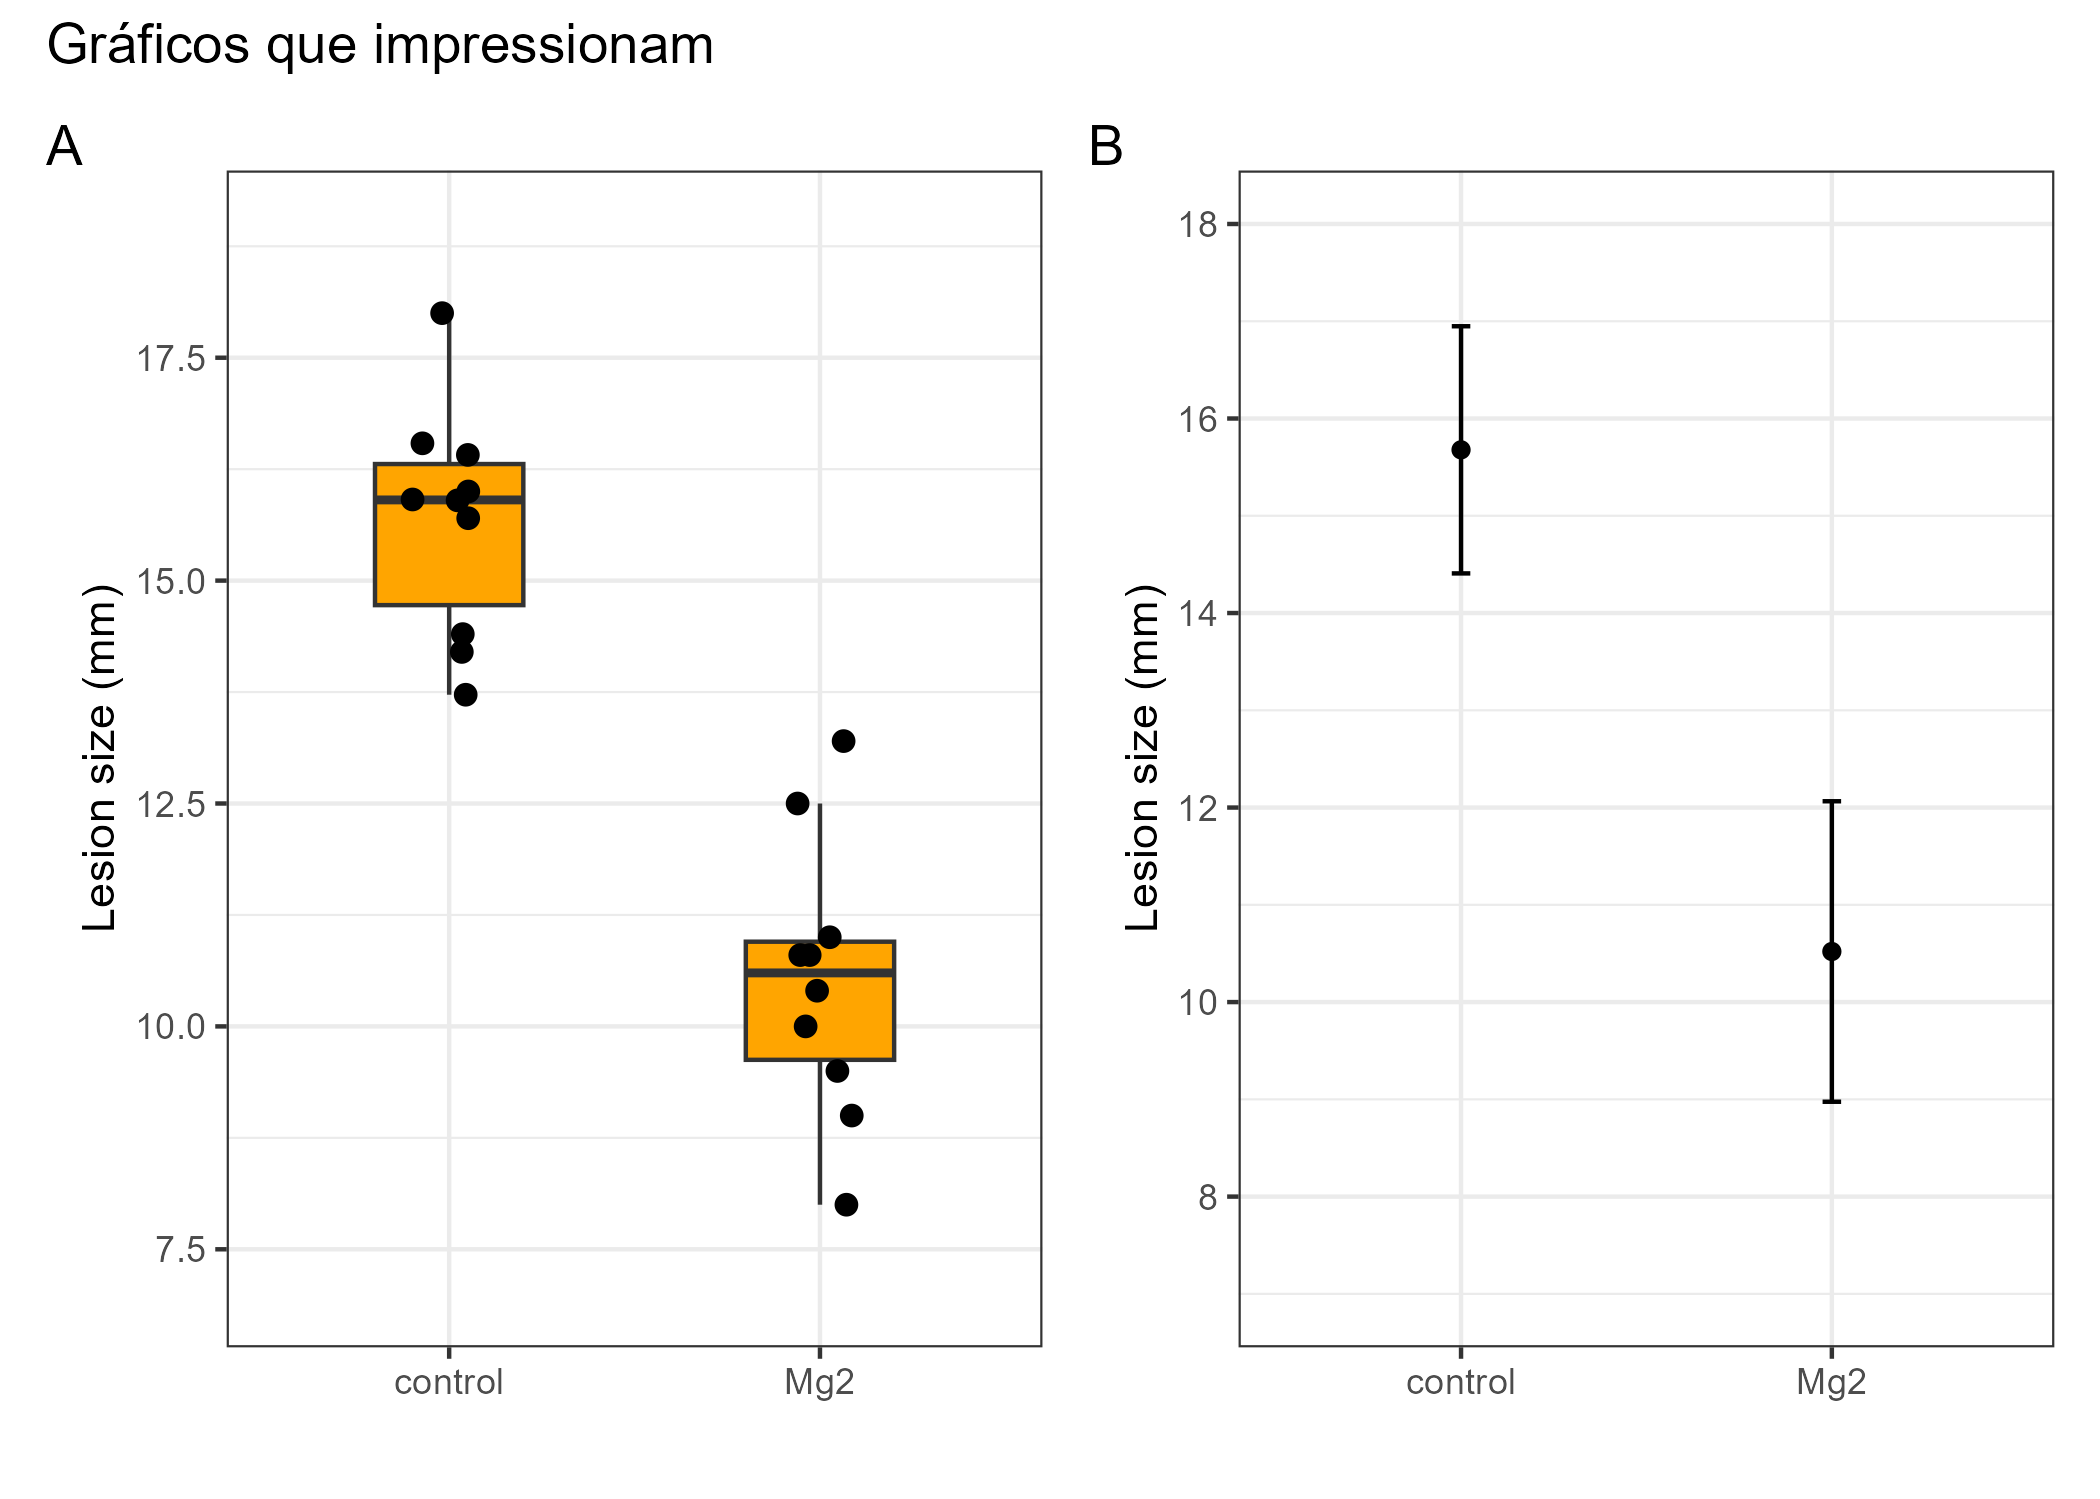 Gráficos que impressionam
A
Lesion size (mm)
17.5
15.0
12.5
10.0
7.5
control
Mg2
B
Lesion size (mm)
18
16
14
12
10
8
control
Mg2